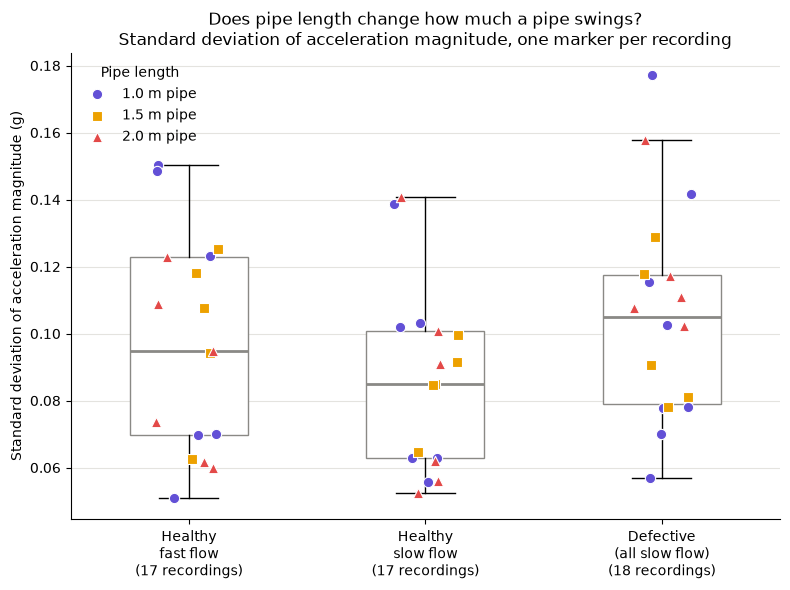 Does pipe length change how much a pipe swings?
Standard deviation of acceleration magnitude, one marker per recording
Standard deviation of acceleration magnitude (g)
0.18
0.16
0.14
0.12
0.10
0.08
0.06
Pipe length
1.0 m pipe
1.5 m pipe
2.0 m pipe
Healthy
fast flow
(17 recordings)
Healthy
slow flow
(17 recordings)
Defective
(all slow flow)
(18 recordings)